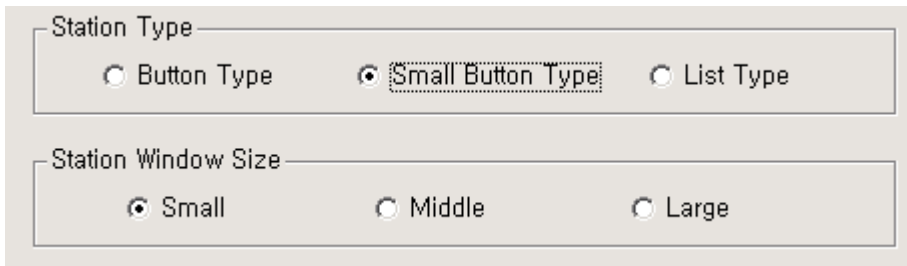 Station Type
Button Type Small Button Type List Type
Station Window Size
Small Middle Large